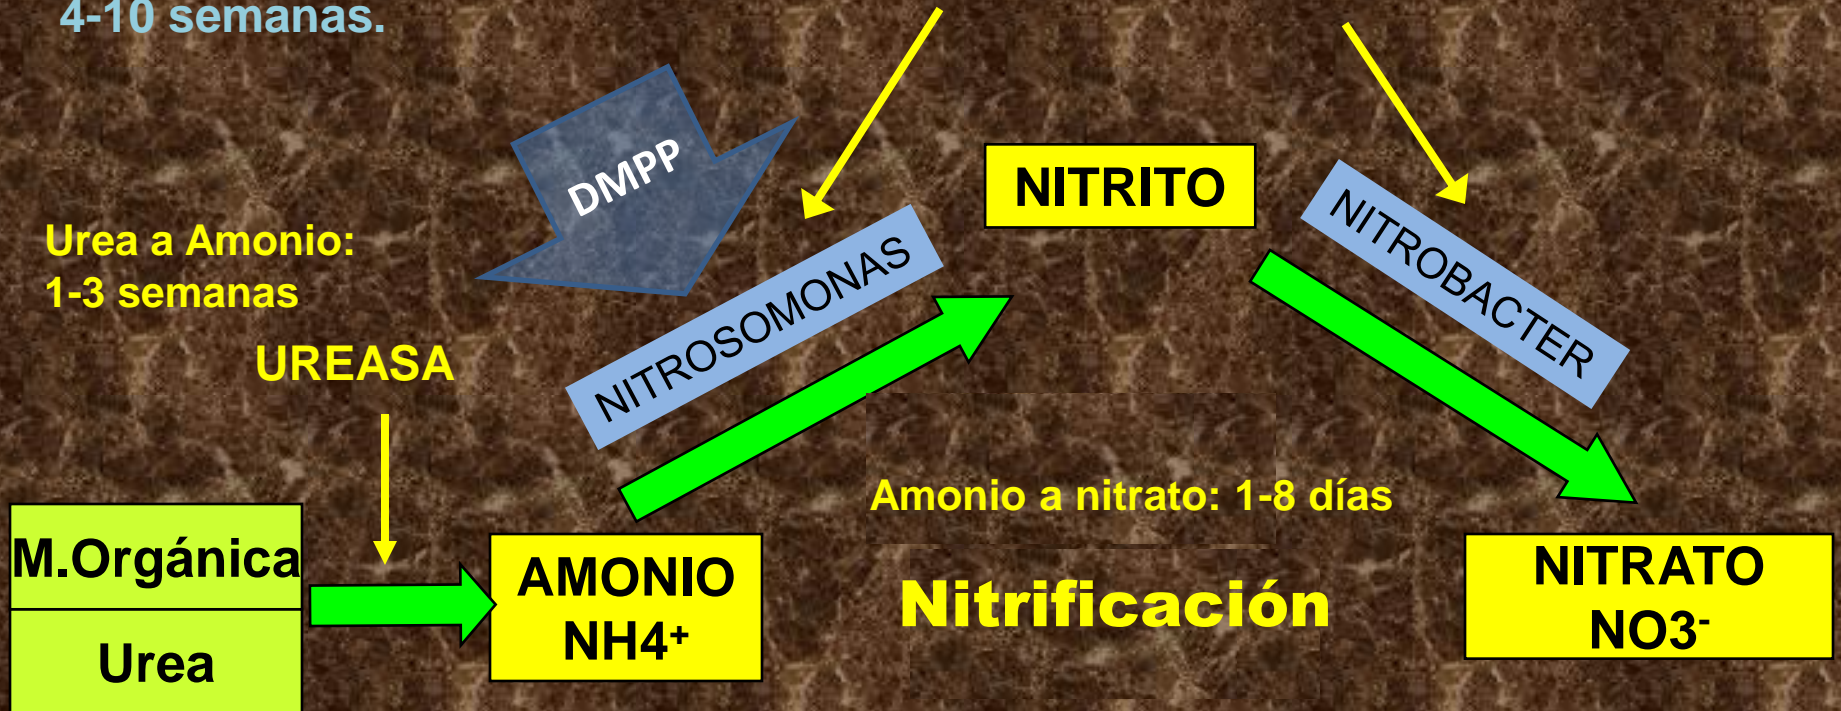 4-10 semanas.
DMPP
NITRITO
NITROBACTER
Urea a Amonio:
1-3 semanas
NITROSOMONAS
UREASA
Amonio a nitrato: 1-8 días
M.Orgánica
Urea
AMONIO
NH4⁺
Nitrificación
NITRATO
NO3⁻